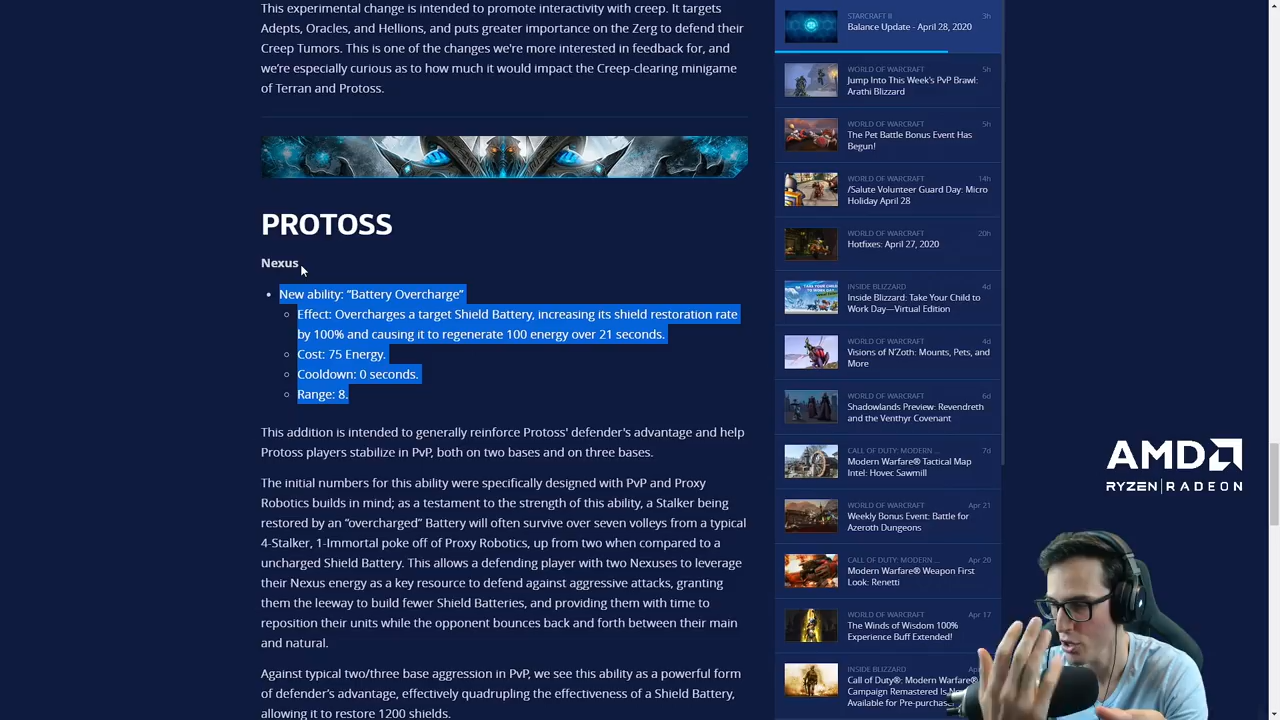 This experimental change is intended to promote interactivity with creep. It targets
Adepts, Oracles, and Hellions, and puts greater importance on the Zerg to defend their
Creep Tumors. This is one of the changes we're more interested in feedback for, and
we're especially curious as to how much it would impact the Creep-clearing minigame
of Terran and Protoss.
PROTOSS
Nexus
New ability: “Battery Overcharge”
Effect: Overcharges a target Shield Battery, increasing its shield restoration rate
by 100% and causing it to regenerate 100 energy over 21 seconds.
Cost: 75 Energy.
Cooldown: 0 seconds.
Range: 8.
This addition is intended to generally reinforce Protoss' defender's advantage and help
Protoss players stabilize in PvP, both on two bases and on three bases.
The initial numbers for this ability were specifically designed with PvP and Proxy
Robotics builds in mind; as a testament to the strength of this ability, a Stalker being
restored by an “overcharged” Battery will often survive over seven volleys from a typical
4-Stalker, 1-Immortal poke off of Proxy Robotics, up from two when compared to a
uncharged Shield Battery. This allows a defending player with two Nexuses to leverage
their Nexus energy as a key resource to defend against aggressive attacks, granting
them the leeway to build fewer Shield Batteries, and providing them with time to
reposition their units while the opponent bounces back and forth between their main
and natural.
Against typical two/three base aggression in PvP, we see this ability as a powerful form
of defender's advantage, effectively quadrupling the effectiveness of a Shield Battery,
allowing it to restore 1200 shields.
STARCRAFT II 3h
Balance Update - April 28, 2020
WORLD OF WARCRAFT 5h
Jump Into This Week's PvP Brawl:
Arathi Blizzard
WORLD OF WARCRAFT 5h
The Pet Battle Bonus Event Has
Begun!
WORLD OF WARCRAFT 14h
/Salute Volunteer Guard Day: Micro
Holiday April 28
WORLD OF WARCRAFT 20h
Hotfixes: April 27, 2020
INSIDE BLIZZARD 4d
Inside Blizzard: Take Your Child to
Work Day—Virtual Edition
WORLD OF WARCRAFT 4d
Visions of N'Zoth: Mounts, Pets, and
More
WORLD OF WARCRAFT 6d
Shadowlands Preview: Revendreth
and the Venthyr Covenant
CALL OF DUTY: MODERN ... 7d
Modern Warfare® Tactical Map
Intel: Hovec Sawmill
WORLD OF WARCRAFT Apr 21
Weekly Bonus Event: Battle for
Azeroth Dungeons
CALL OF DUTY: MODERN ... Apr 20
Modern Warfare® Weapon First
Look: Renetti
WORLD OF WARCRAFT Apr 17
The Winds of Wisdom 100%
Experience Buff Extended!
INSIDE BLIZZARD
Call of Duty®: Modern Warfare®
Campaign Remastered Is
Available for Pre-purchase
AMD
RYZEN | RADEON